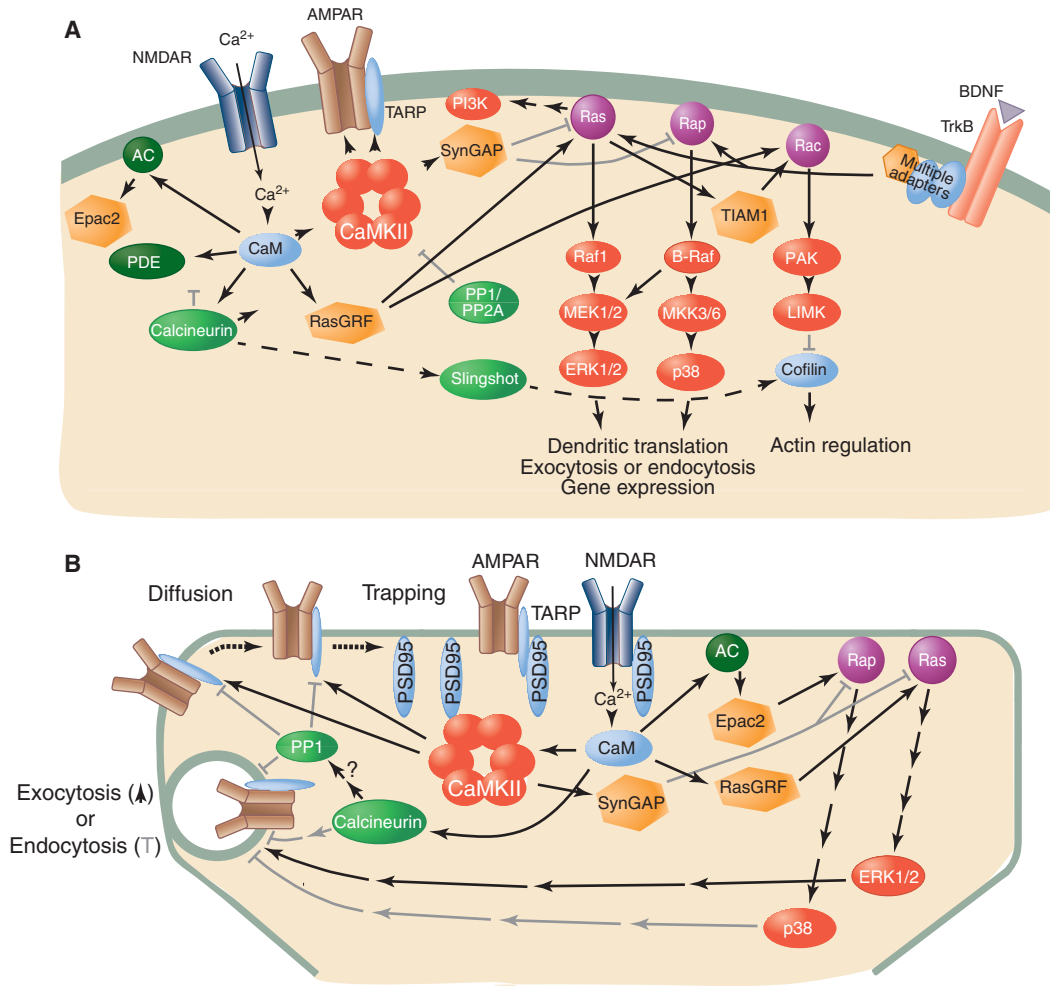 A
AMPAR
Ca2+
NMDAR
TARP
PI3K
Ras
Rap
Rac
BDNF
TrkB
Multiple
adapters
SynGAP
AC
Ca2+
Epac2
CaM
CaMKII
TIAM1
PDE
Raf1
B-Raf
PAK
PP1/
PP2A
Calcineurin
RasGRF
MEK1/2
MKK3/6
LIMK
Slingshot
ERK1/2
p38
Cofilin
Dendritic translation
Exocytosis or endocytosis
Gene expression
Actin regulation
B
Diffusion
Trapping
AMPAR
NMDAR
TARP
PSD95
PSD95
PSD95
PSD95
AC
Rap
Ras
Ca2+
Epac2
PP1
CaM
?
CaMKII
SynGAP
RasGRF
Exocytosis ( )
or
Endocytosis (T)
Calcineurin
ERK1/2
p38